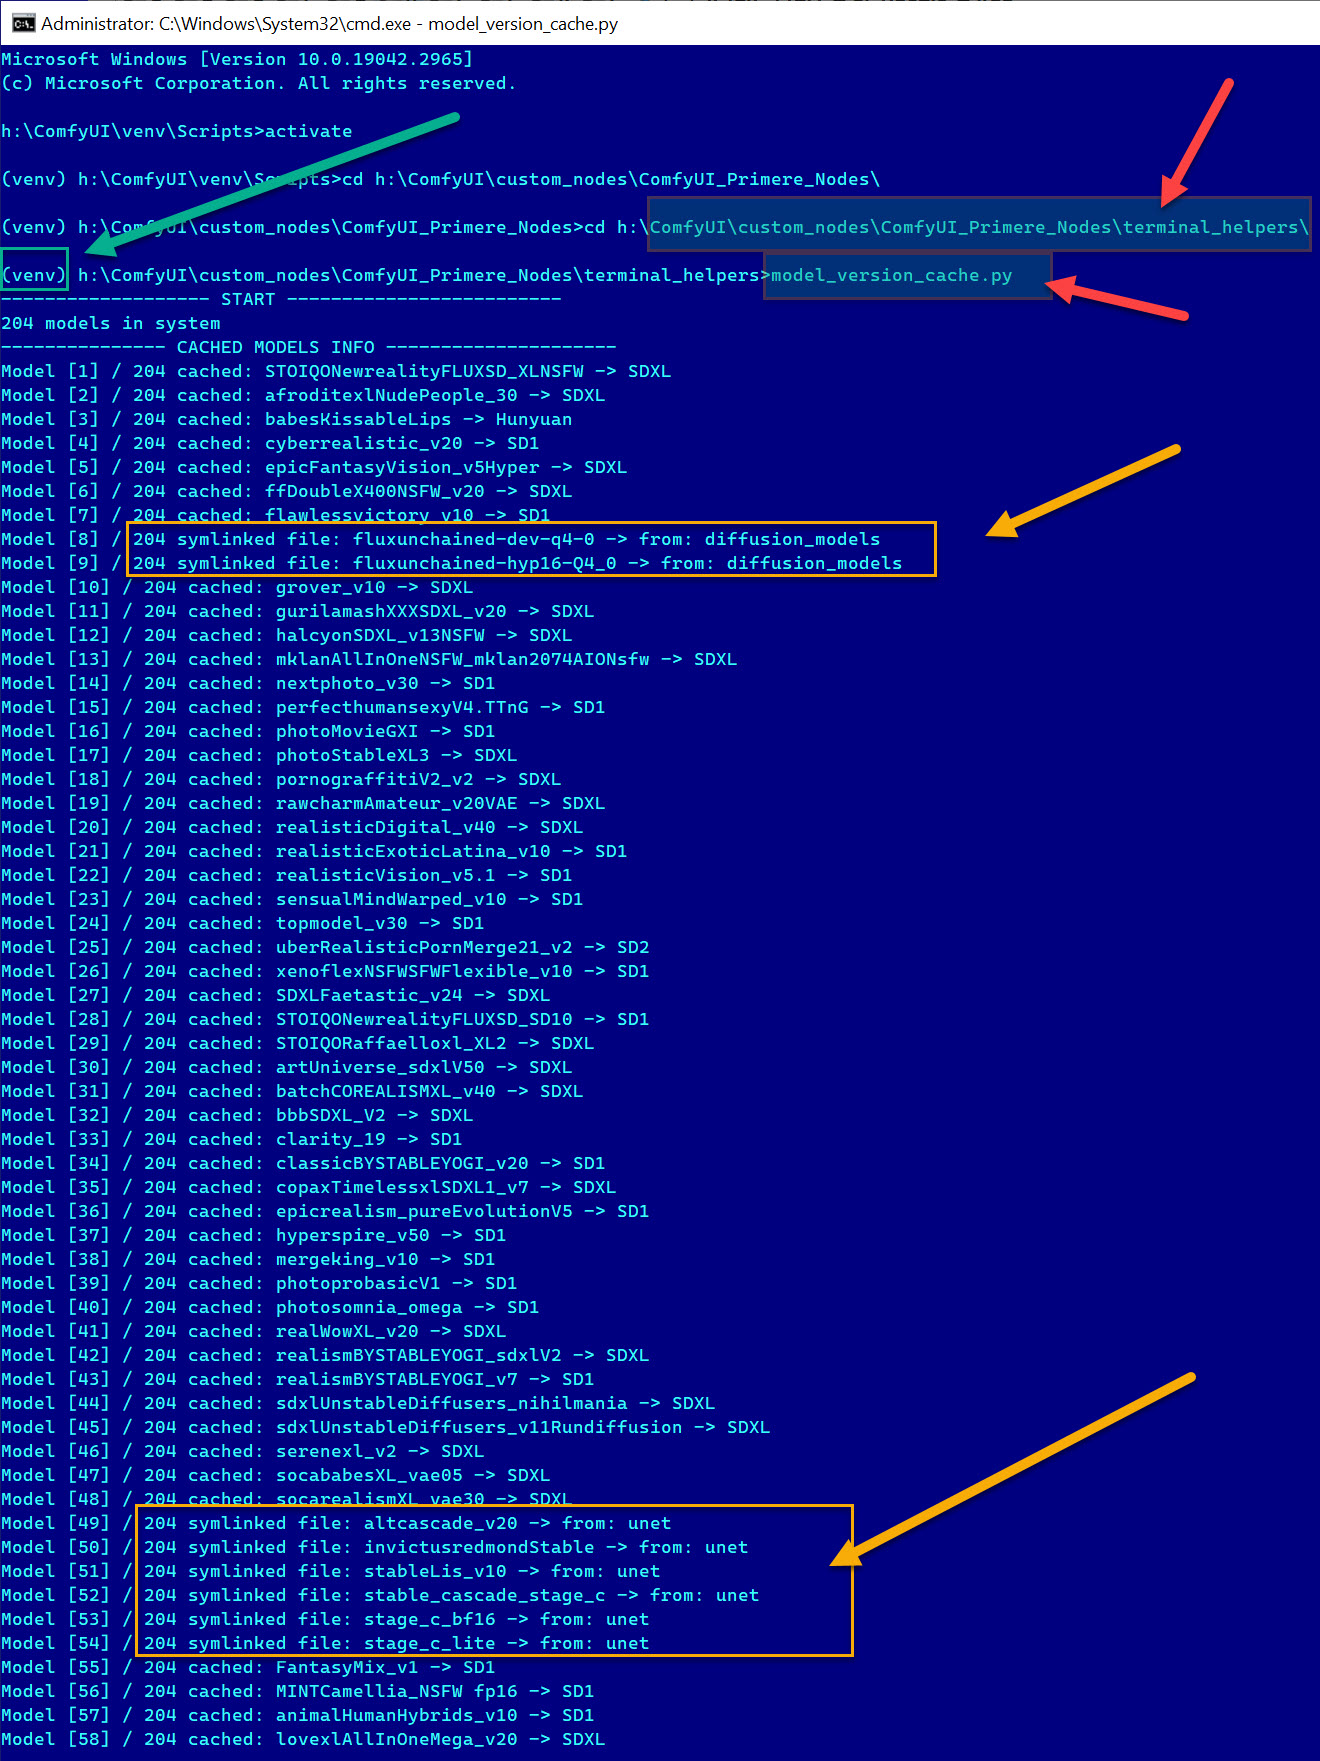 Administrator: C:\Windows\System32\cmd.exe - model_version_cache.py
Microsoft Windows [Version 10.0.19042.2965]
(c) Microsoft Corporation. All rights reserved.
h:\ComfyUI\venv\Scripts>activate
(venv) h:\ComfyUI\venv\Scripts>cd h:\ComfyUI\custom_nodes\ComfyUI_Primere_Nodes\
(venv) h:\ComfyUI\custom_nodes\ComfyUI_Primere_Nodes>cd h:\ComfyUI\custom_nodes\ComfyUI_Primere_Nodes\terminal_helpers\
(venv) h:\ComfyUI\custom_nodes\ComfyUI_Primere_Nodes\terminal_helpers>model_version_cache.py
------------------- START -------------------------
204 models in system
--------------- CACHED MODELS INFO ---------------------
Model [1] / 204 cached: STOIQONewrealityFLUXSD_XLNSFW -> SDXL
Model [2] / 204 cached: afroditexlNudePeople_30 -> SDXL
Model [3] / 204 cached: babesKissableLips -> Hunyuan
Model [4] / 204 cached: cyberrealistic_v20 -> SD1
Model [5] / 204 cached: epicFantasyVision_v5Hyper -> SDXL
Model [6] / 204 cached: ffDoubleX400NSFW_v20 -> SDXL
Model [7] / 204 cached: flawlessvictory_v10 -> SD1
Model [8] / 204 symlinked file: fluxunchained-dev-q4-0 -> from: diffusion_models
Model [9] / 204 symlinked file: fluxunchained-hyp16-Q4_0 -> from: diffusion_models
Model [10] / 204 cached: grover_v10 -> SDXL
Model [11] / 204 cached: gurilamashXXXSDXL_v20 -> SDXL
Model [12] / 204 cached: halcyonSDXL_v13NSFW -> SDXL
Model [13] / 204 cached: mklanAllInOneNSFW_mklan2074AIONsfw -> SDXL
Model [14] / 204 cached: nextphoto_v30 -> SD1
Model [15] / 204 cached: perfecthumansexyV4.TTnG -> SD1
Model [16] / 204 cached: photoMovieGXI -> SD1
Model [17] / 204 cached: photoStableXL3 -> SDXL
Model [18] / 204 cached: pornograffitiV2_v2 -> SDXL
Model [19] / 204 cached: rawcharmAmateur_v20VAE -> SDXL
Model [20] / 204 cached: realisticDigital_v40 -> SDXL
Model [21] / 204 cached: realisticExoticLatina_v10 -> SD1
Model [22] / 204 cached: realisticVision_v5.1 -> SD1
Model [23] / 204 cached: sensualMindWarped_v10 -> SD1
Model [24] / 204 cached: topmodel_v30 -> SD1
Model [25] / 204 cached: uberRealisticPornMerge21_v2 -> SD2
Model [26] / 204 cached: xenoflexNSFWSFWFlexible_v10 -> SD1
Model [27] / 204 cached: SDXLFaetastic_v24 -> SDXL
Model [28] / 204 cached: STOIQONewrealityFLUXSD_SD10 -> SD1
Model [29] / 204 cached: STOIQORaffaelloxl_XL2 -> SDXL
Model [30] / 204 cached: artUniverse_sdxlV50 -> SDXL
Model [31] / 204 cached: batchCOREALISMXL_v40 -> SDXL
Model [32] / 204 cached: bbbSDXL_V2 -> SDXL
Model [33] / 204 cached: clarity_19 -> SD1
Model [34] / 204 cached: classicBYSTABLEYOGI_v20 -> SD1
Model [35] / 204 cached: copaxTimelessxlSDXL1_v7 -> SDXL
Model [36] / 204 cached: epicrealism_pureEvolutionV5 -> SD1
Model [37] / 204 cached: hyperspire_v50 -> SD1
Model [38] / 204 cached: mergeking_v10 -> SD1
Model [39] / 204 cached: photoprobasicV1 -> SD1
Model [40] / 204 cached: photosomnia_omega -> SD1
Model [41] / 204 cached: realWowXL_v20 -> SDXL
Model [42] / 204 cached: realismBYSTABLEYOGI_sdxlV2 -> SDXL
Model [43] / 204 cached: realismBYSTABLEYOGI_v7 -> SD1
Model [44] / 204 cached: sdxlUnstableDiffusers_nihilmania -> SDXL
Model [45] / 204 cached: sdxlUnstableDiffusers_v11Rundiffusion -> SDXL
Model [46] / 204 cached: serenexl_v2 -> SDXL
Model [47] / 204 cached: socababesXL_vae05 -> SDXL
Model [48] / 204 cached: socarealismXL_vae30 -> SDXL
Model [49] / 204 symlinked file: altcascade_v20 -> from: unet
Model [50] / 204 symlinked file: invictusredmondStable -> from: unet
Model [51] / 204 symlinked file: stableLis_v10 -> from: unet
Model [52] / 204 symlinked file: stable_cascade_stage_c -> from: unet
Model [53] / 204 symlinked file: stage_c_bf16 -> from: unet
Model [54] / 204 symlinked file: stage_c_lite -> from: unet
Model [55] / 204 cached: FantasyMix_v1 -> SD1
Model [56] / 204 cached: MINTCamellia_NSFW fp16 -> SD1
Model [57] / 204 cached: animalHumanHybrids_v10 -> SD1
Model [58] / 204 cached: lovexlAllInOneMega_v20 -> SDXL